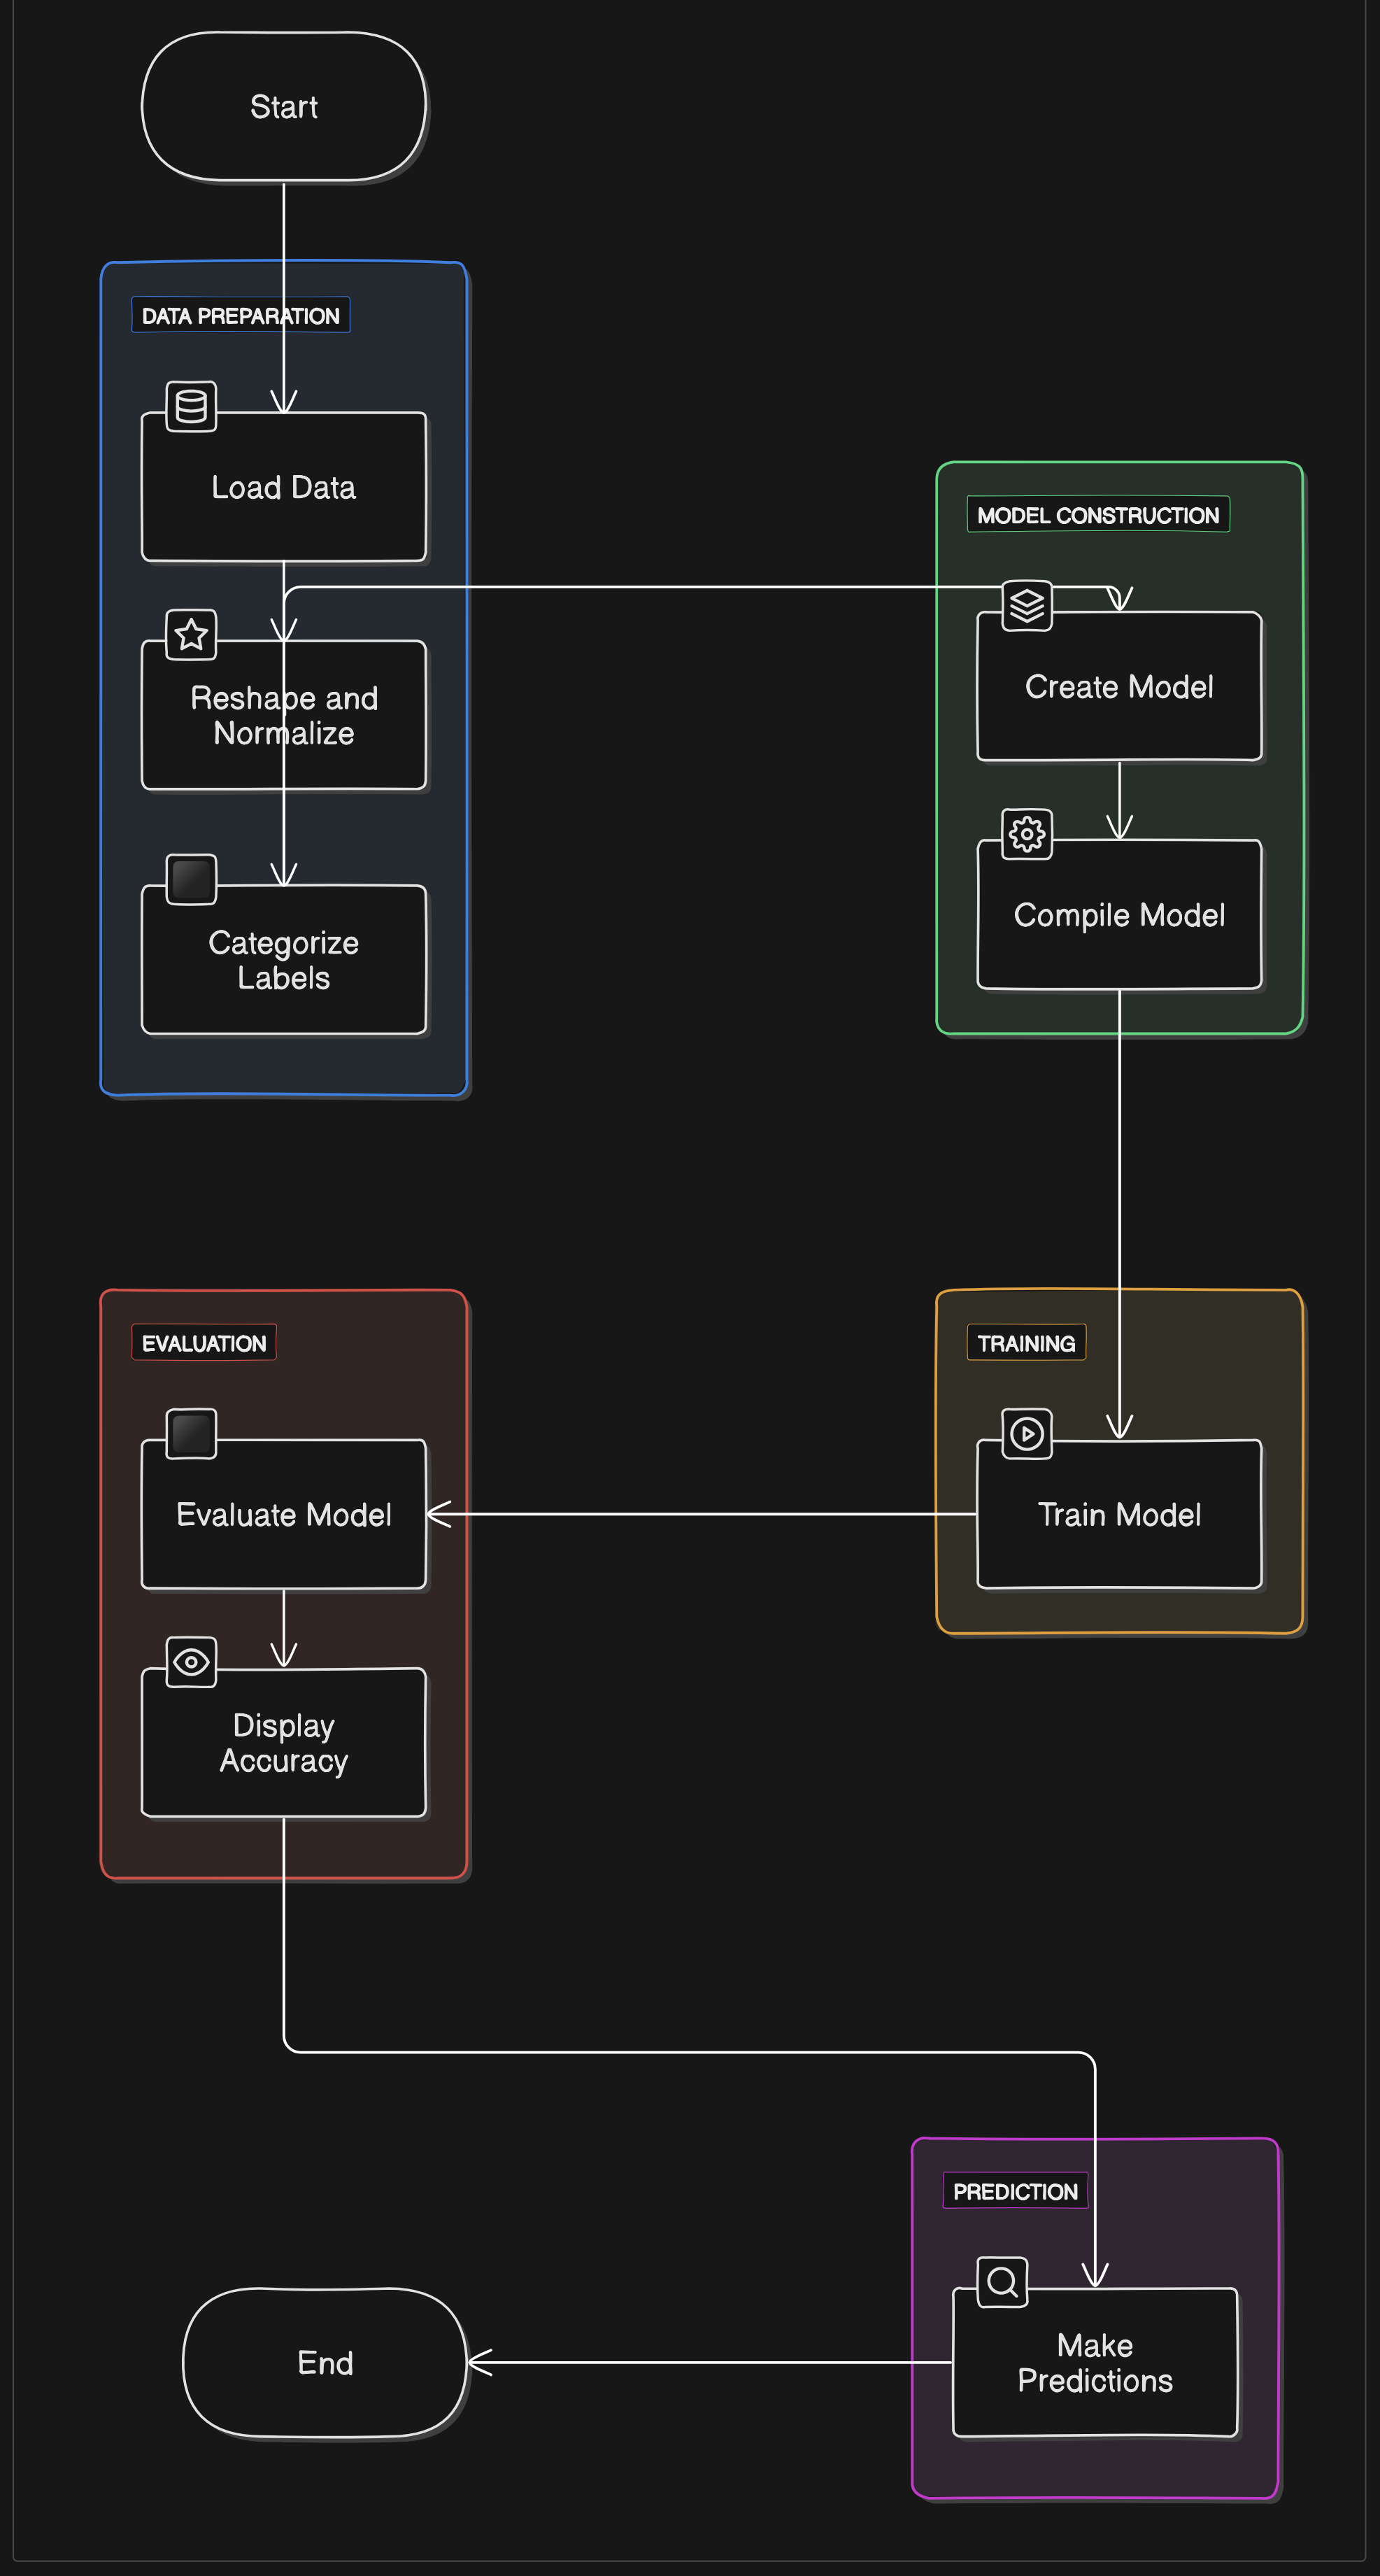 Start
DATA PREPARATION
Load Data
Reshape and
Normalize
Categorize
Labels
MODEL CONSTRUCTION
Create Model
Compile Model
TRAINING
Train Model
EVALUATION
Evaluate Model
Display
Accuracy
PREDICTION
Make
Predictions
End